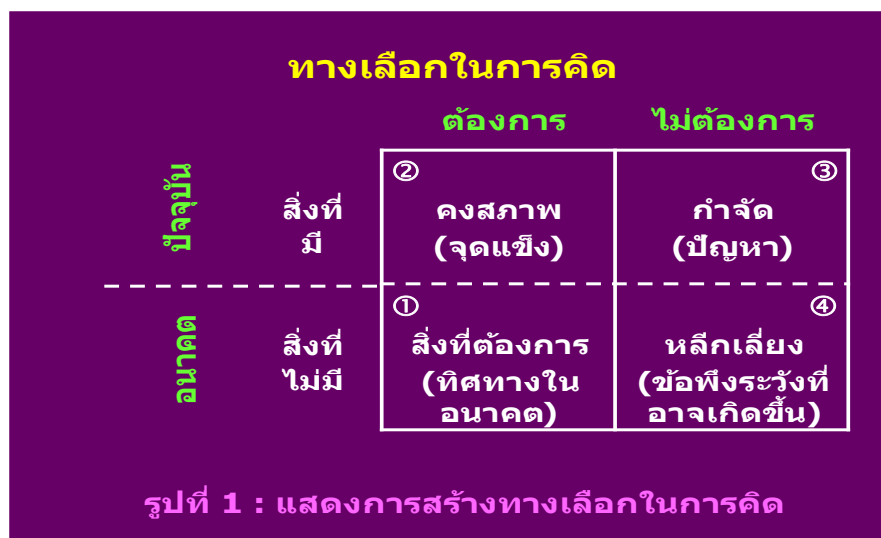 ทางเลือกในการคิด
ต้องการ ไม่ต้องการ
ปัจจุบัน
สิ่งที่
มี
②
คงสภาพ
(จุดแข็ง)
③
กำจัด
(ปัญหา)
อนาคต
สิ่งที่
ไม่มี
①
สิ่งที่ต้องการ
(ทิศทางใน
อนาคต)
④
หลีกเลี่ยง
(ข้อพึงระวังที่
อาจเกิดขึ้น)
รูปที่ 1 : แสดงการสร้างทางเลือกในการคิด